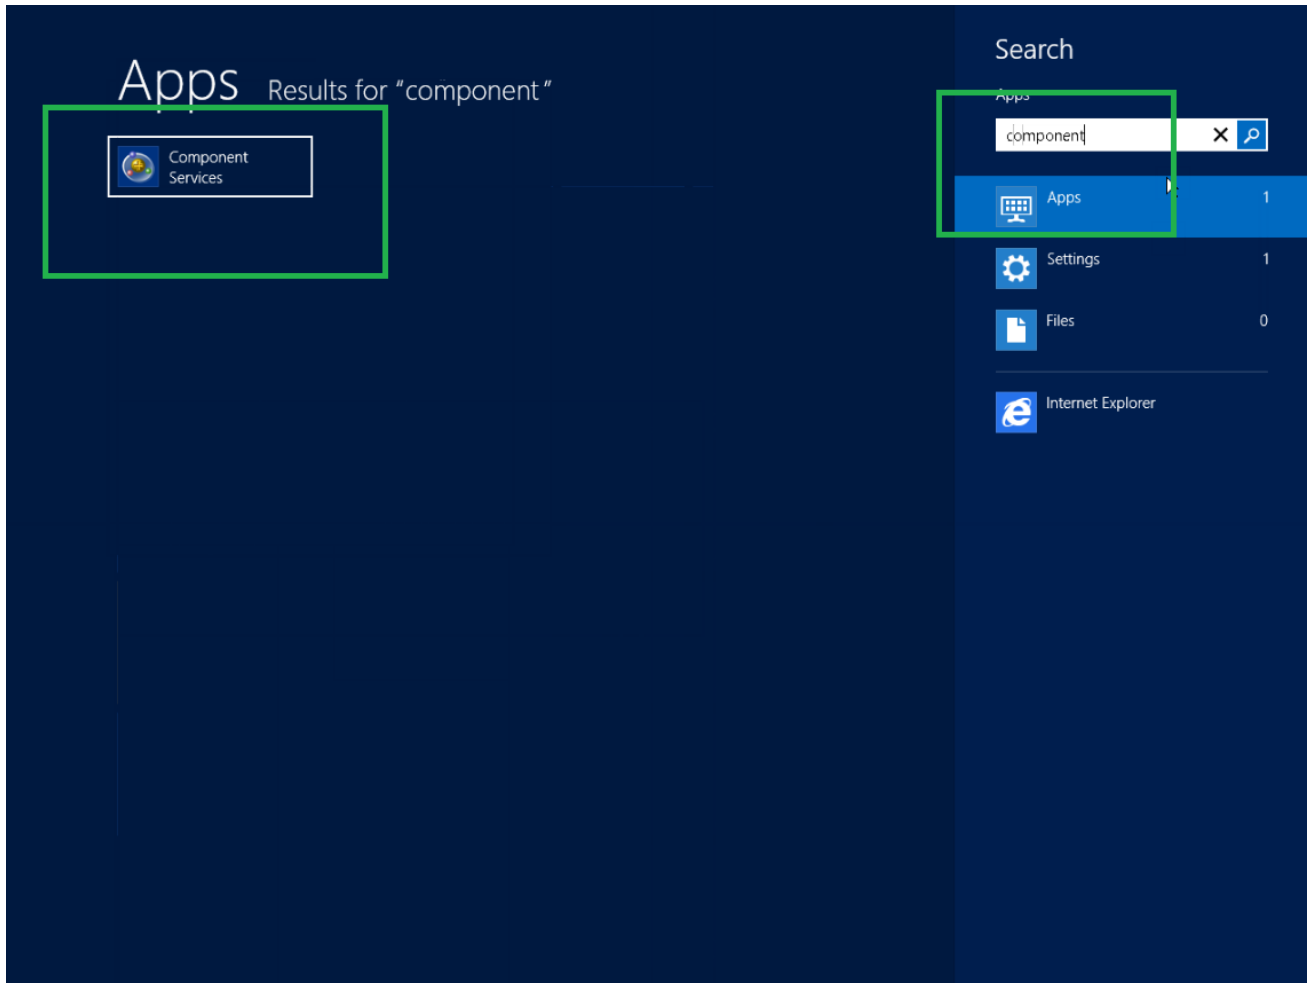 Apps Results for "component"
Component
Services
Search
Apps
component
Apps 1
Settings 1
Files 0
Internet Explorer